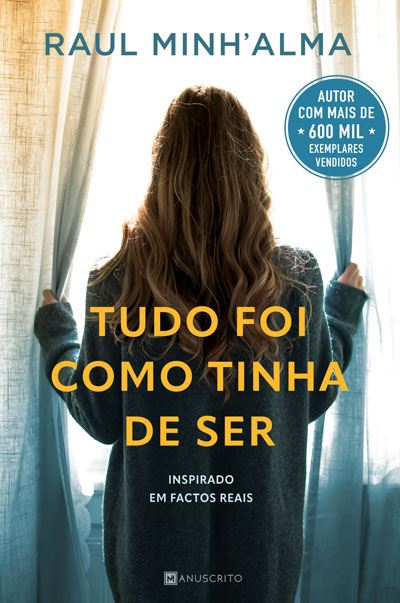 RAUL MINH'ALMA
AUTOR
COM MAIS DE
600 MIL
EXEMPLARES
VENDIDOS
TUDO FOI
COMO TINHA
DE SER
INSPIRADO
EM FACTOS REAIS
MANUSCRITO